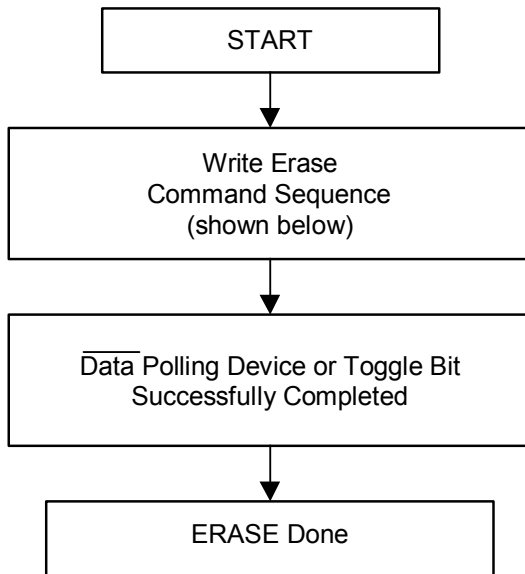 START
Write Erase
Command Sequence
(shown below)
Data Polling Device or Toggle Bit
Successfully Completed
ERASE Done